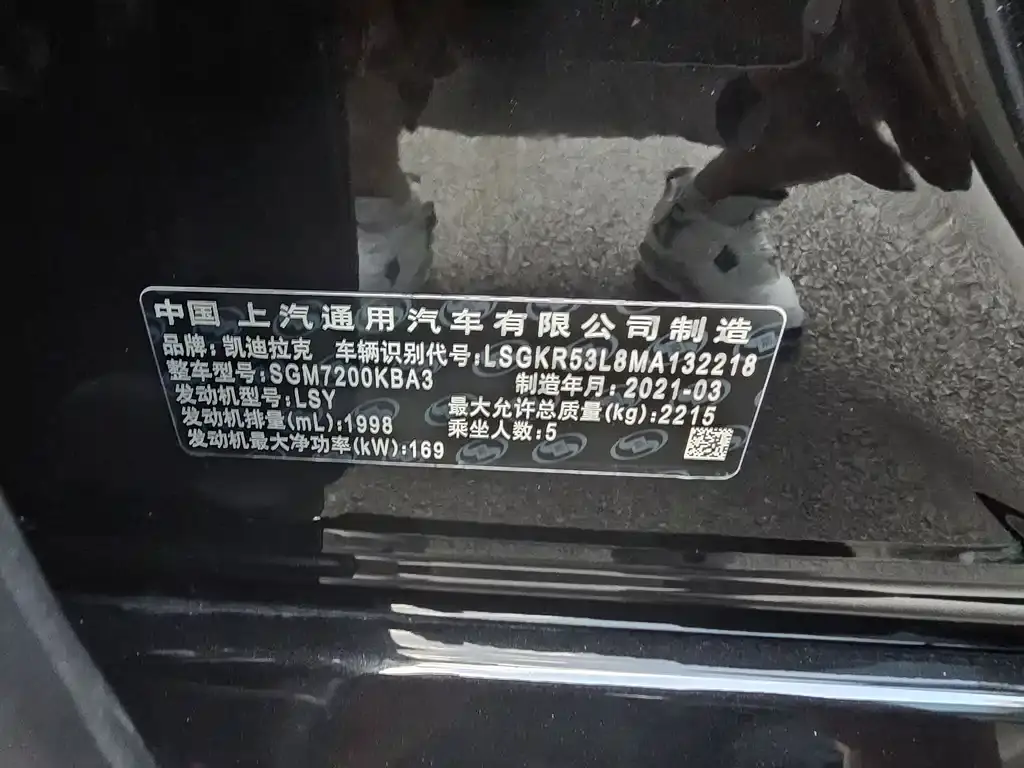 中国 上汽通用汽车有限公司制造
品牌:凯迪拉克 车辆识别代号:LSGKR53L8MA132218
整车型号:SGM7200KBA3 制造年月:2021-03
发动机型号:LSY 最大允许总质量(kg):2215
发动机排量(mL):1998 乘坐人数:5
发动机最大净功率(kW):169